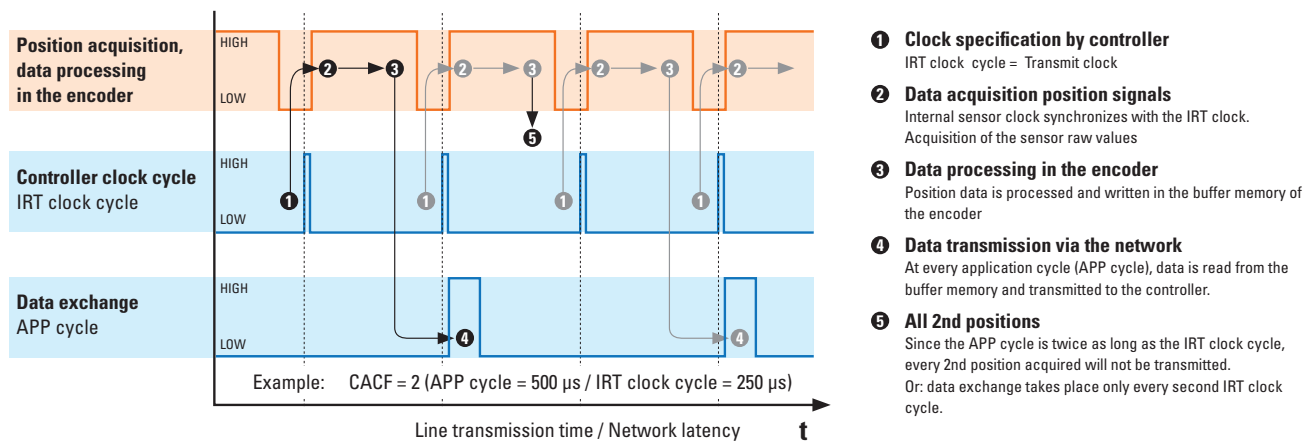 Position acquisition,
data processing
in the encoder
HIGH
LOW
2
3
2
3
2
3
2
5
Controller clock cycle
IRT clock cycle
HIGH
LOW
1
1
1
1
Data exchange
APP cycle
HIGH
LOW
4
4
Example: CACF = 2 (APP cycle = 500 µs / IRT clock cycle = 250 µs)
Line transmission time / Network latency
t
1 Clock specification by controller
IRT clock cycle = Transmit clock
2 Data acquisition position signals
Internal sensor clock synchronizes with the IRT clock.
Acquisition of the sensor raw values
3 Data processing in the encoder
Position data is processed and written in the buffer memory of
the encoder
4 Data transmission via the network
At every application cycle (APP cycle), data is read from the
buffer memory and transmitted to the controller.
5 All 2nd positions
Since the APP cycle is twice as long as the IRT clock cycle,
every 2nd position acquired will not be transmitted.
Or: data exchange takes place only every second IRT clock
cycle.